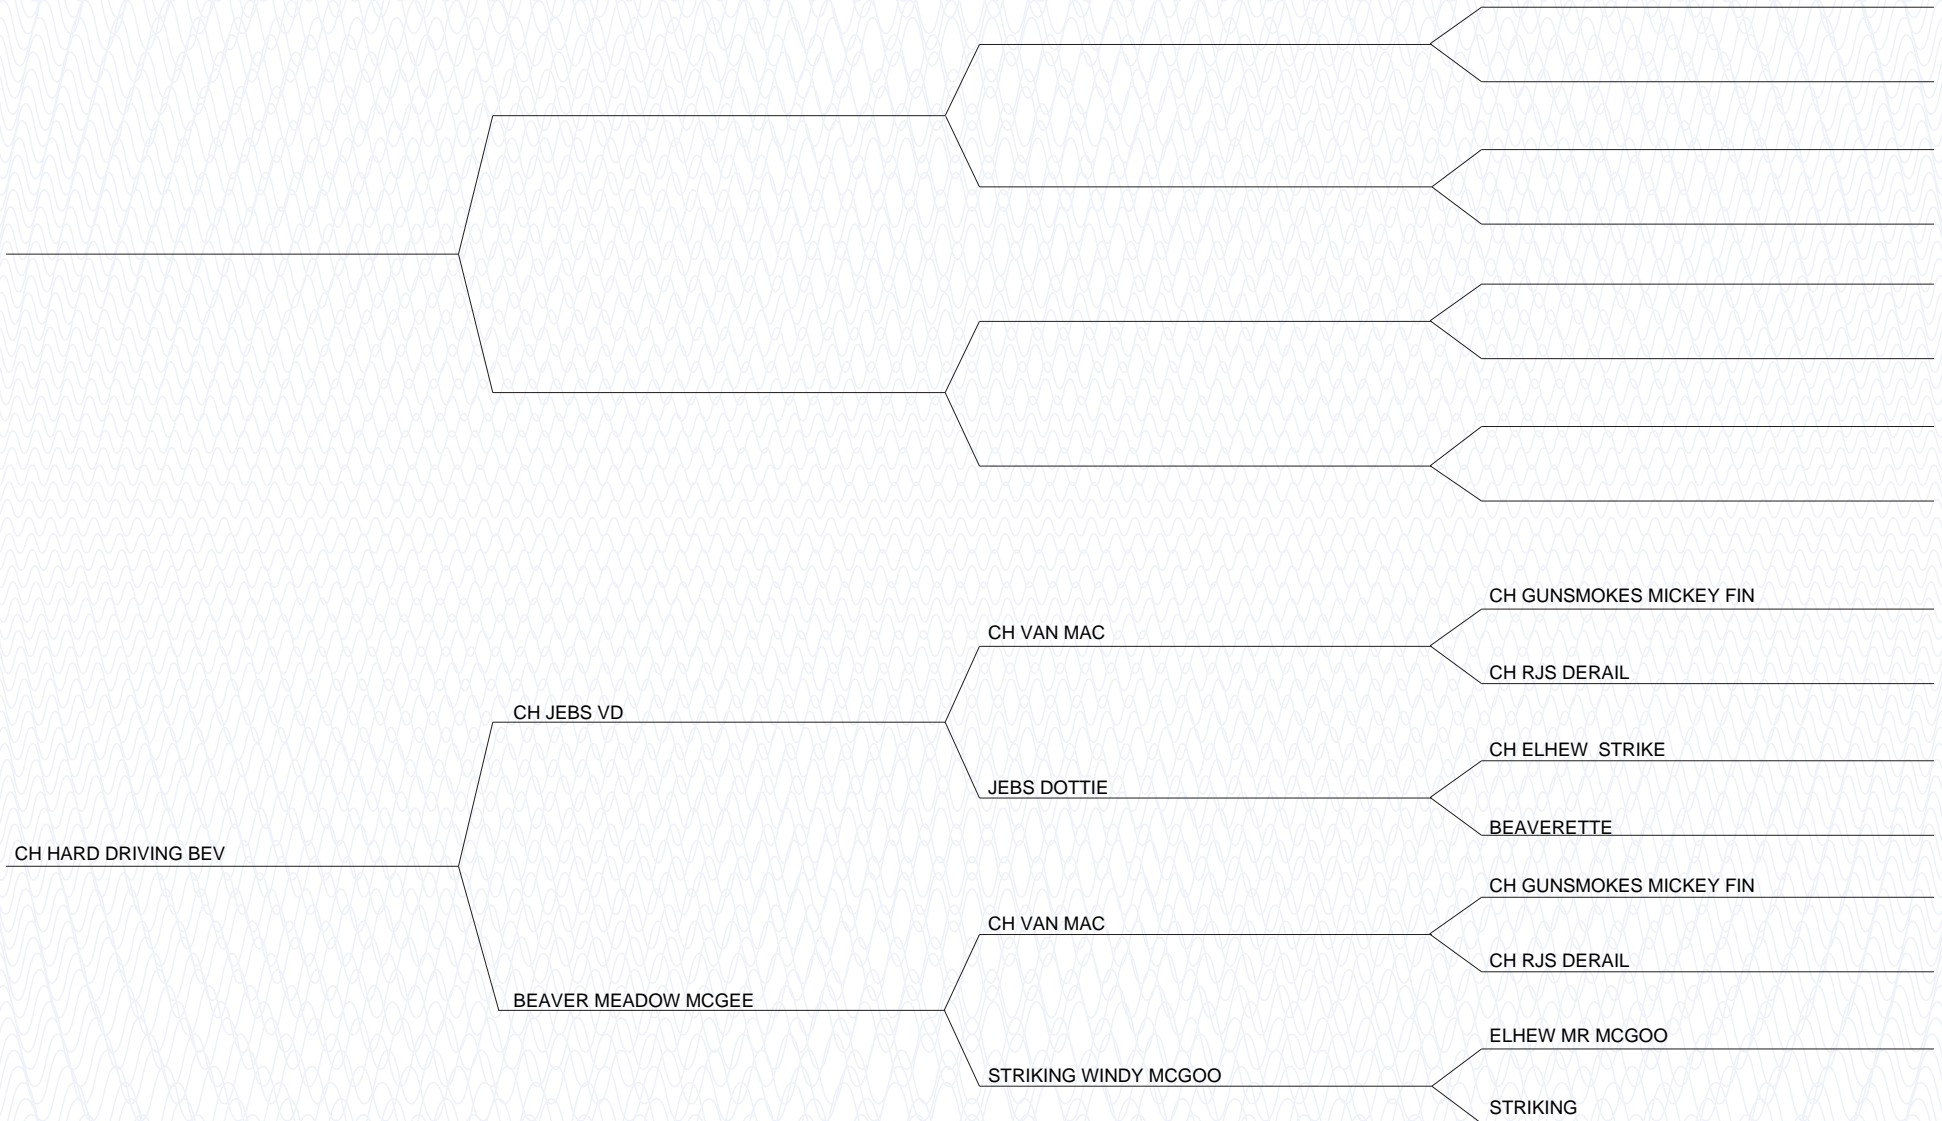 CH GUNSMOKES MICKEY FIN
CH VAN MAC
CH RJS DERAIL
CH JEBS VD
CH ELHEW  STRIKE
JEBS DOTTIE
BEAVERETTE
CH HARD DRIVING BEV
CH GUNSMOKES MICKEY FIN
CH VAN MAC
CH RJS DERAIL
BEAVER MEADOW MCGEE
ELHEW MR MCGOO
STRIKING WINDY MCGOO
STRIKING